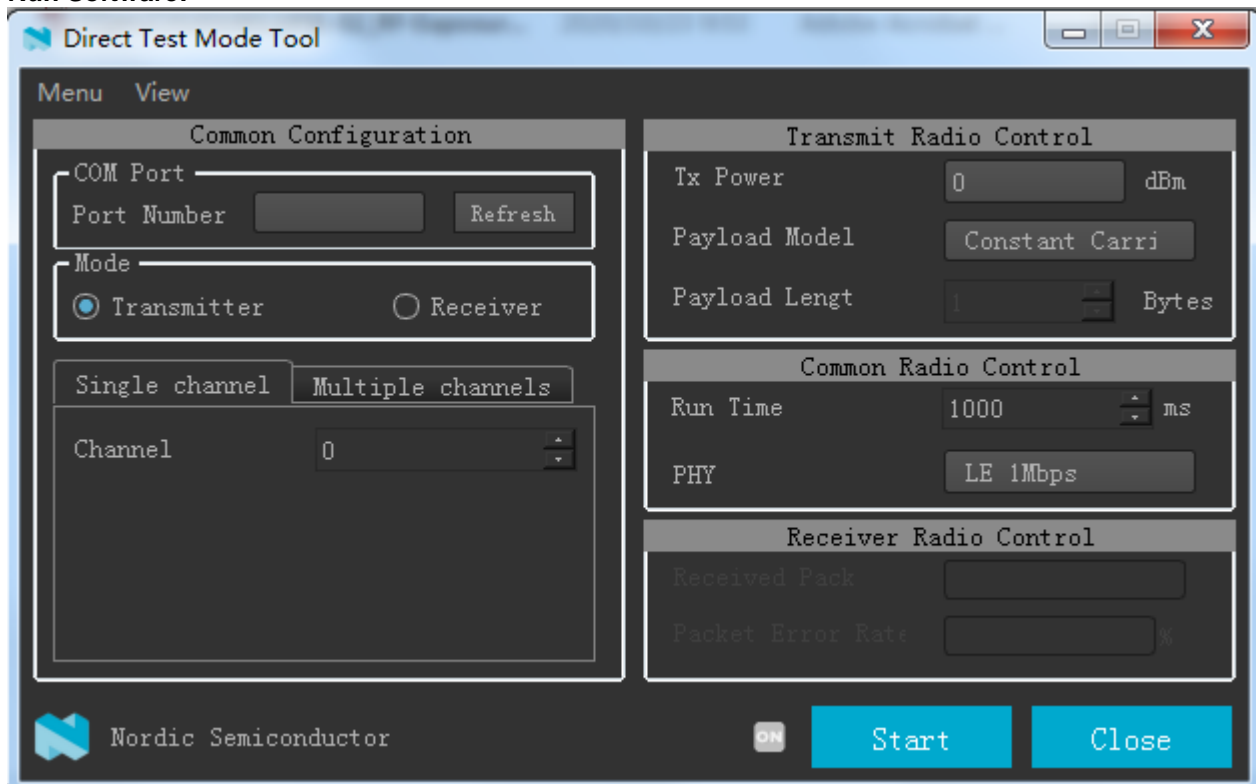 Run Software:
Direct Test Mode Tool
Menu View
Common Configuration
COM Port
Port Number Refresh
Mode
Transmitter Receiver
Single channel Multiple channels
Channel 0
Transmit Radio Control
Tx Power 0 dBm
Payload Model Constant Carri
Payload Lengt 1 Bytes
Common Radio Control
Run Time 1000 ms
PHY LE 1Mbps
Receiver Radio Control
Received Pack
Packet Error Rate %
Nordic Semiconductor ON Start Close